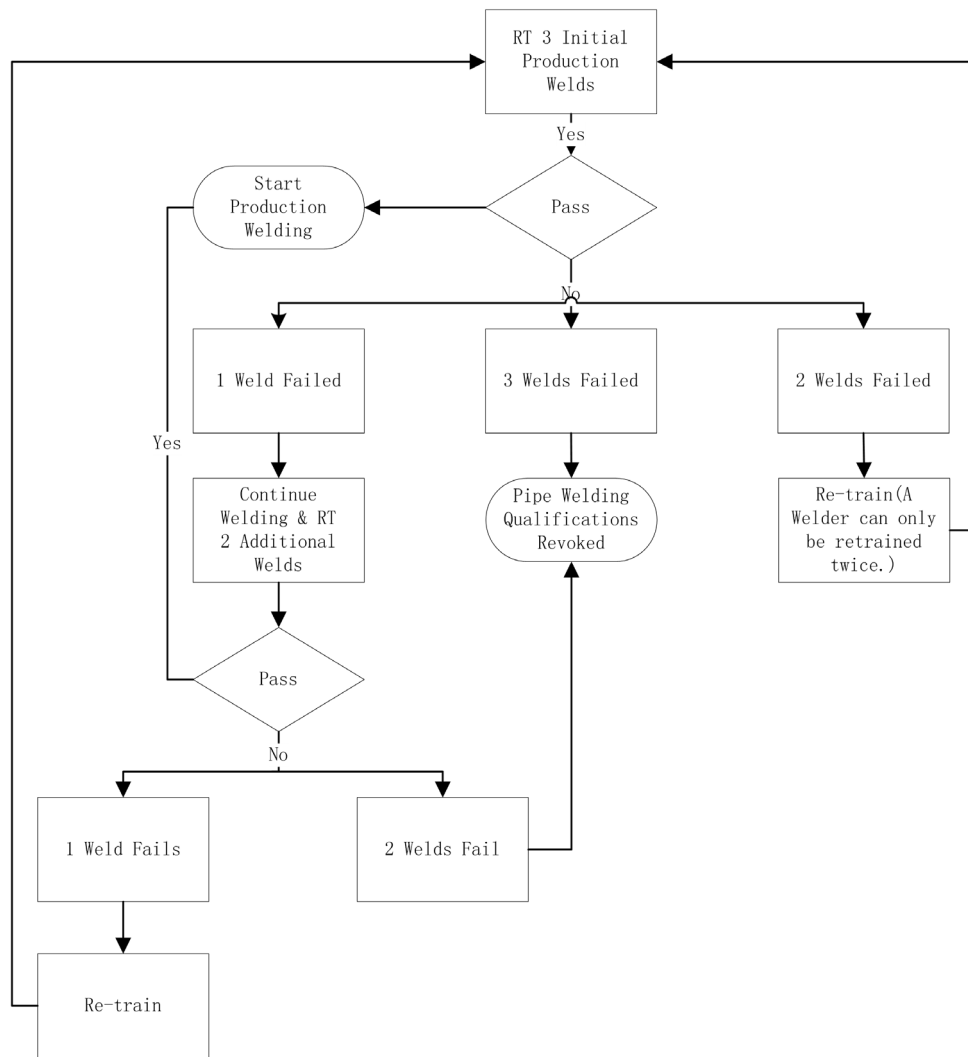 RT 3 Initial
Production
Welds
Yes
Start
Production
Welding
Pass
No
1 Weld Failed
3 Welds Failed
2 Welds Failed
Yes
Continue
Welding & RT
2 Additional
Welds
Pipe Welding
Qualifications
Revoked
Re-train(A
Welder can only
be retrained
twice.)
Pass
No
1 Weld Fails
2 Welds Fail
Re-train